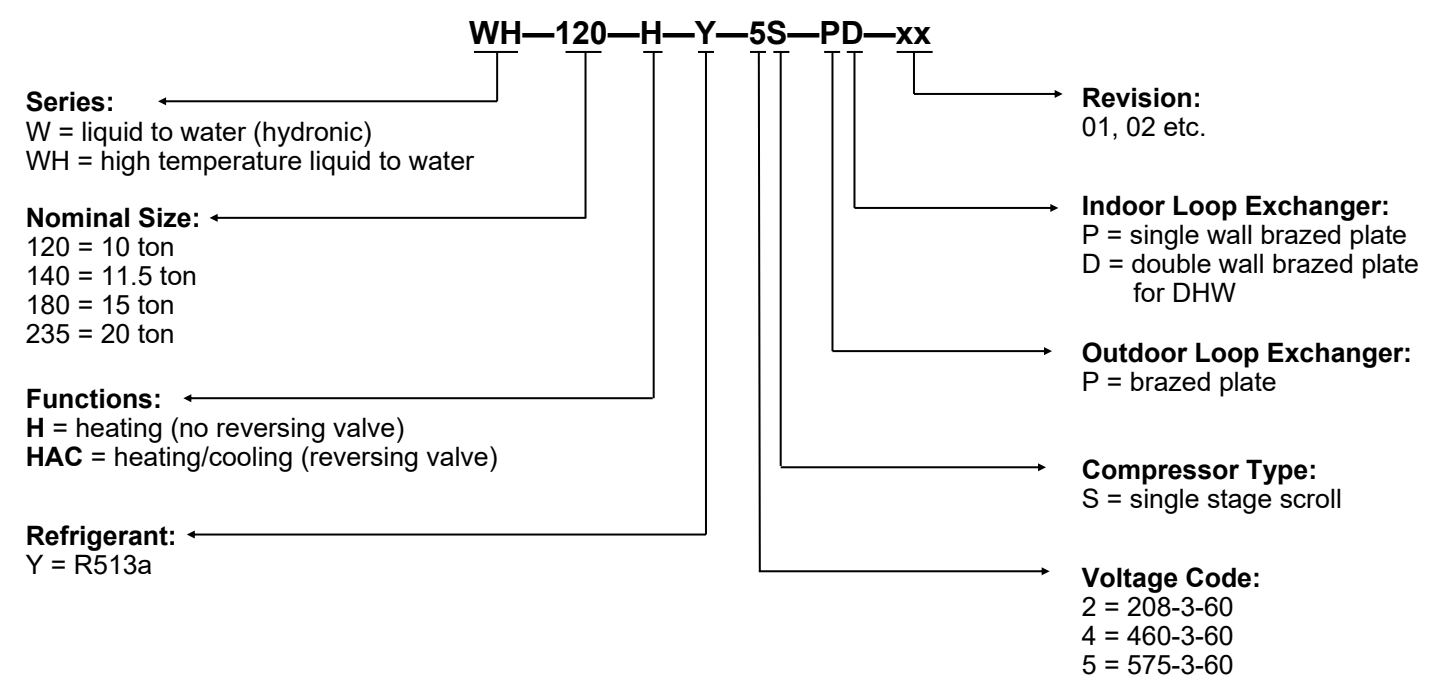 WH—120—H—Y—5S—PD—xx
Series:
W = liquid to water (hydronic)
WH = high temperature liquid to water
Nominal Size:
120 = 10 ton
140 = 11.5 ton
180 = 15 ton
235 = 20 ton
Functions:
H = heating (no reversing valve)
HAC = heating/cooling (reversing valve)
Refrigerant:
Y = R513a
Revision:
01, 02 etc.
Indoor Loop Exchanger:
P = single wall brazed plate
D = double wall brazed plate
for DHW
Outdoor Loop Exchanger:
P = brazed plate
Compressor Type:
S = single stage scroll
Voltage Code:
2 = 208-3-60
4 = 460-3-60
5 = 575-3-60